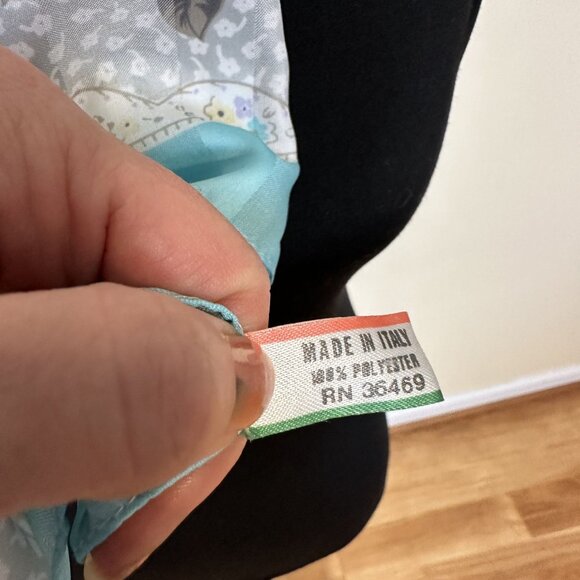 MADE IN ITALY
100% POLYESTER
RN 36469